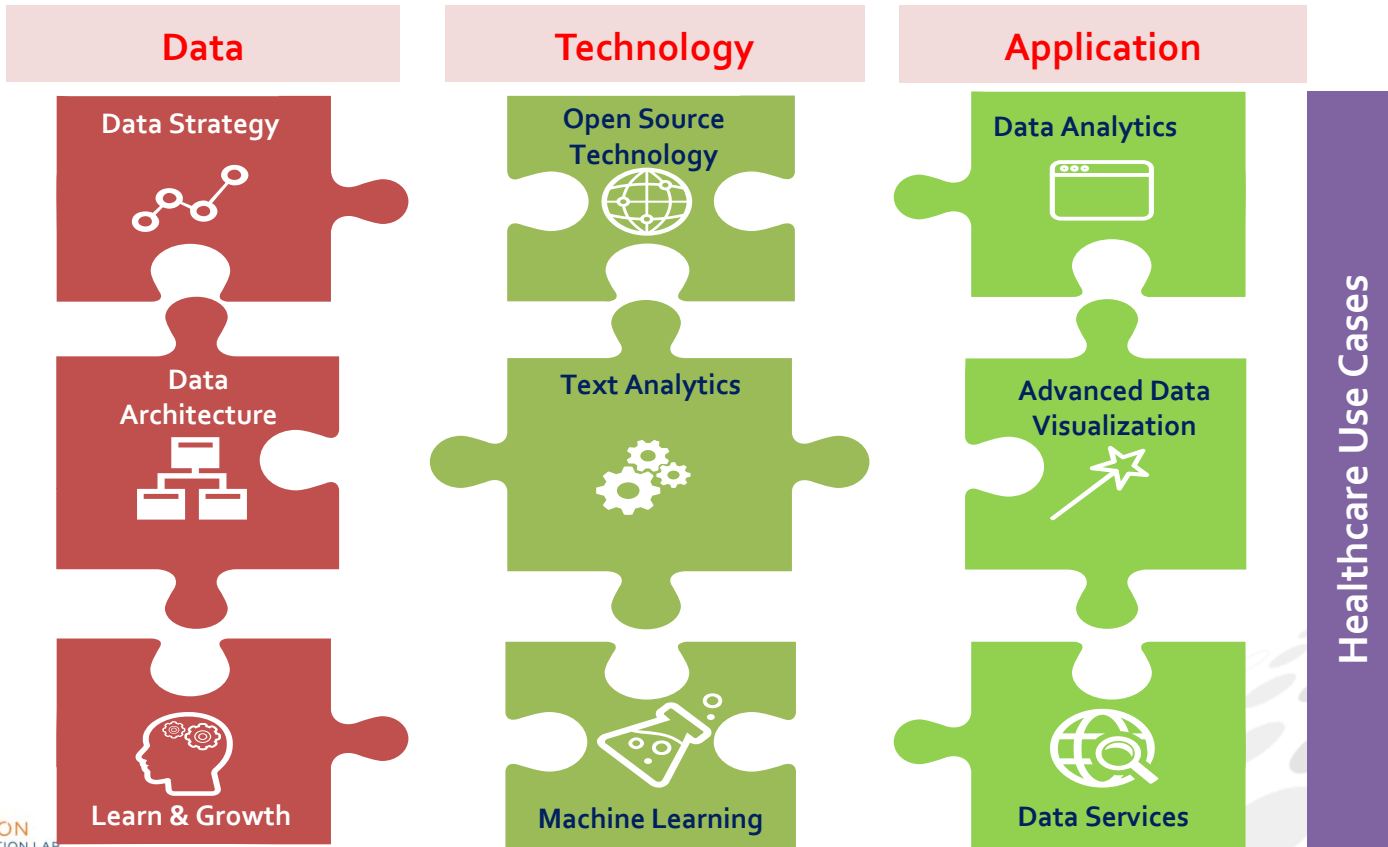 Data
Technology
Application
Data Strategy
Open Source
Technology
Data Analytics
Data
Architecture
Text Analytics
Advanced Data
Visualization
Learn & Growth
Machine Learning
Data Services
Healthcare Use Cases